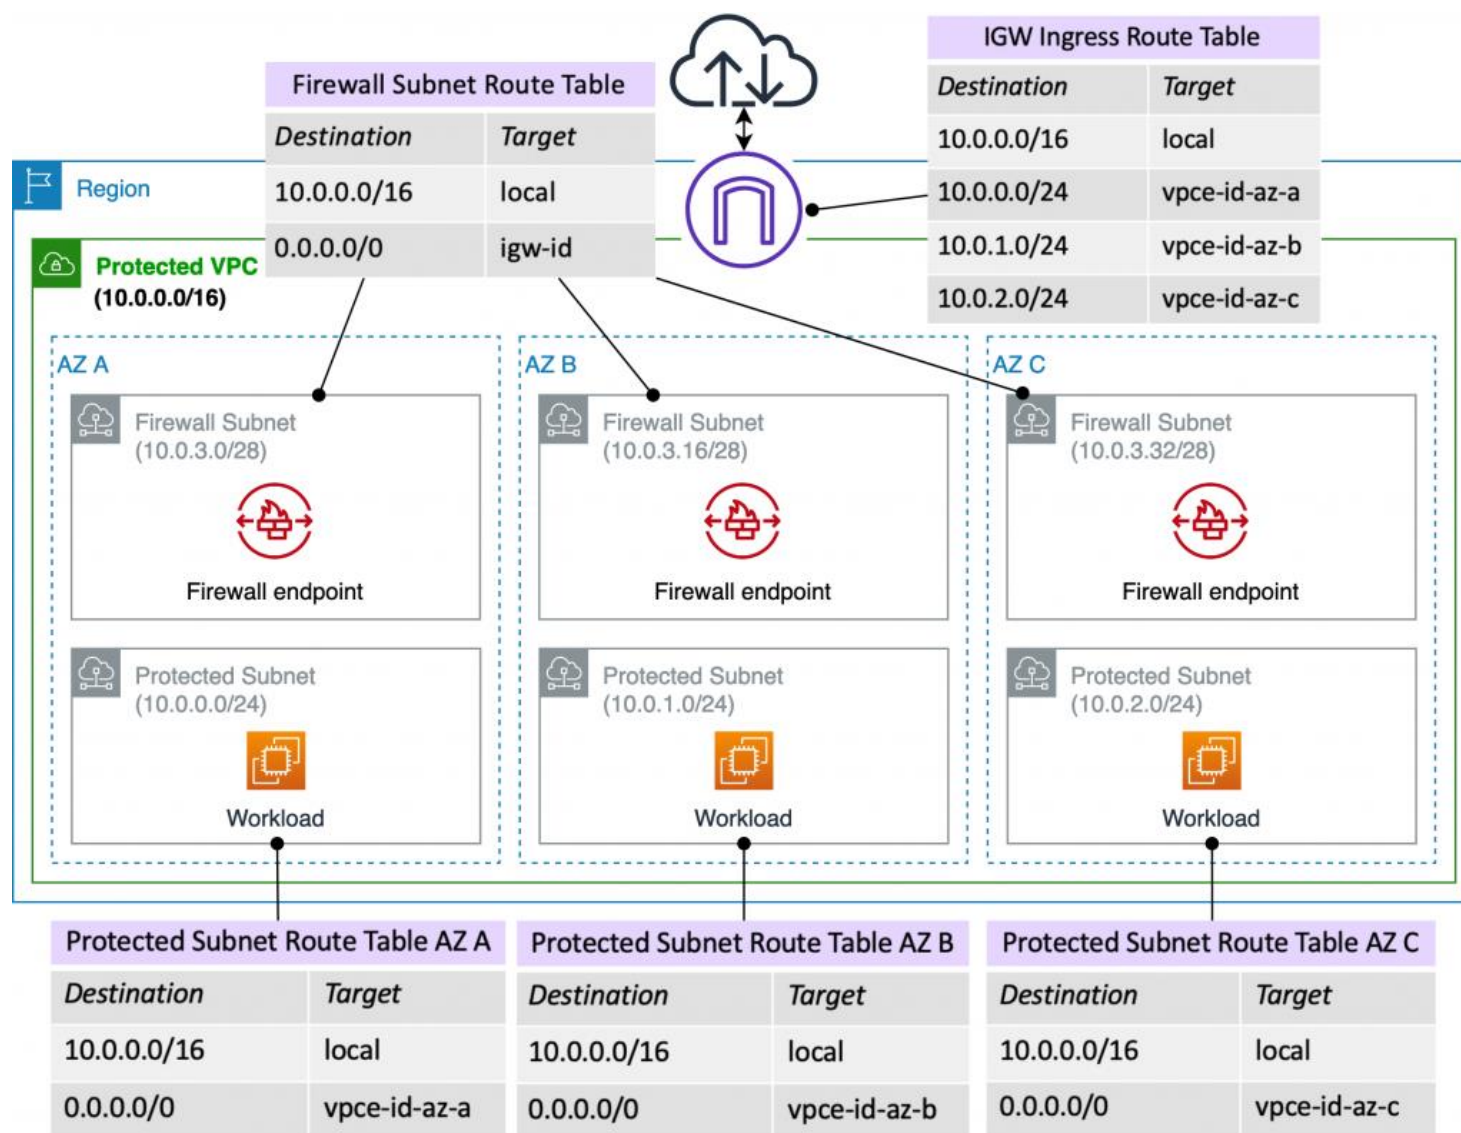 Firewall Subnet Route Table
Destination Target
10.0.0.0/16 local
0.0.0.0/0 igw-id
IGW Ingress Route Table
Destination Target
10.0.0.0/16 local
10.0.0.0/24 vpce-id-az-a
10.0.1.0/24 vpce-id-az-b
10.0.2.0/24 vpce-id-az-c
Region
Protected VPC
(10.0.0.0/16)
AZ A
Firewall Subnet
(10.0.3.0/28)
Firewall endpoint
Protected Subnet
(10.0.0.0/24)
Workload
AZ B
Firewall Subnet
(10.0.3.16/28)
Firewall endpoint
Protected Subnet
(10.0.1.0/24)
Workload
AZ C
Firewall Subnet
(10.0.3.32/28)
Firewall endpoint
Protected Subnet
(10.0.2.0/24)
Workload
Protected Subnet Route Table AZ A
Destination Target
10.0.0.0/16 local
0.0.0.0/0 vpce-id-az-a
Protected Subnet Route Table AZ B
Destination Target
10.0.0.0/16 local
0.0.0.0/0 vpce-id-az-b
Protected Subnet Route Table AZ C
Destination Target
10.0.0.0/16 local
0.0.0.0/0 vpce-id-az-c